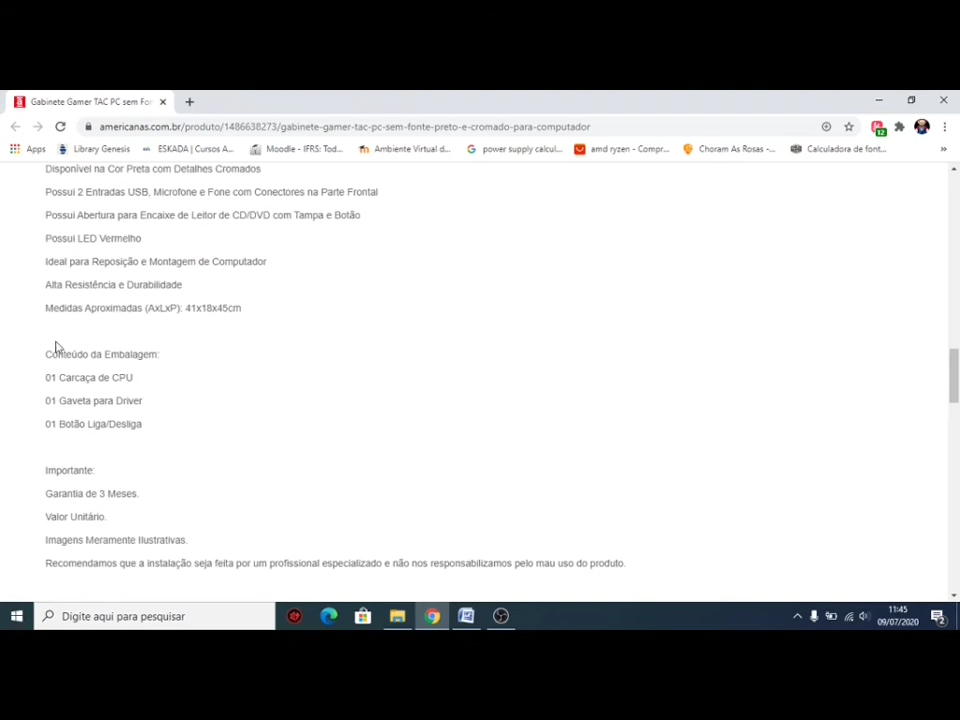 Gabinete Gamer TAC PC sem Fon
americanas.com.br/produto/1486638273/gabinete-gamer-tac-pc-sem-fonte-preto-e-cromado-para-computador
12
Apps Library Genesis ESKADA | Cursos A... Moodle - IFRS: Tod... Ambiente Virtual d... power supply calcul... amd ryzen - Compr... Choram As Rosas -... Calculadora de font... »
Disponível na Cor Preta com Detalhes Cromados
Possui 2 Entradas USB, Microfone e Fone com Conectores na Parte Frontal
Possui Abertura para Encaixe de Leitor de CD/DVD com Tampa e Botão
Possui LED Vermelho
Ideal para Reposição e Montagem de Computador
Alta Resistência e Durabilidade
Medidas Aproximadas (AxLxP): 41x18x45cm
Conteúdo da Embalagem:
01 Carcaça de CPU
01 Gaveta para Driver
01 Botão Liga/Desliga
Importante:
Garantia de 3 Meses.
Valor Unitário.
Imagens Meramente Ilustrativas.
Recomendamos que a instalação seja feita por um profissional especializado e não nos responsabilizamos pelo mau uso do produto.
Digite aqui para pesquisar
11:45
09/07/2020
2